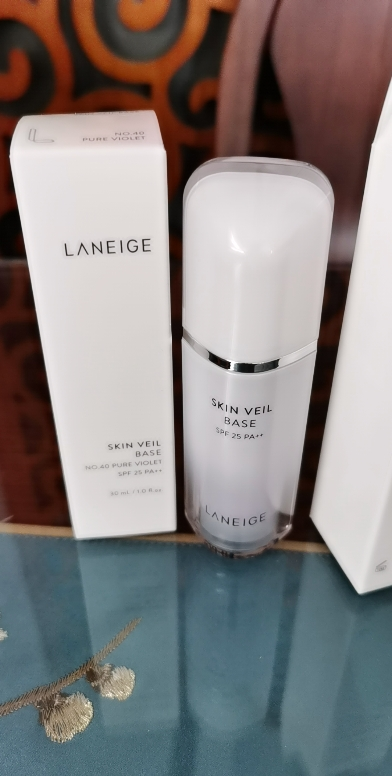 NO.40
PURE VIOLET
LANEIGE
SKIN VEIL
BASE
NO.40 PURE VIOLET
SPF 25 PA++
30 mL / 1.0 fl.oz
SKIN VEIL
BASE
SPF 25 PA++
LANEIGE